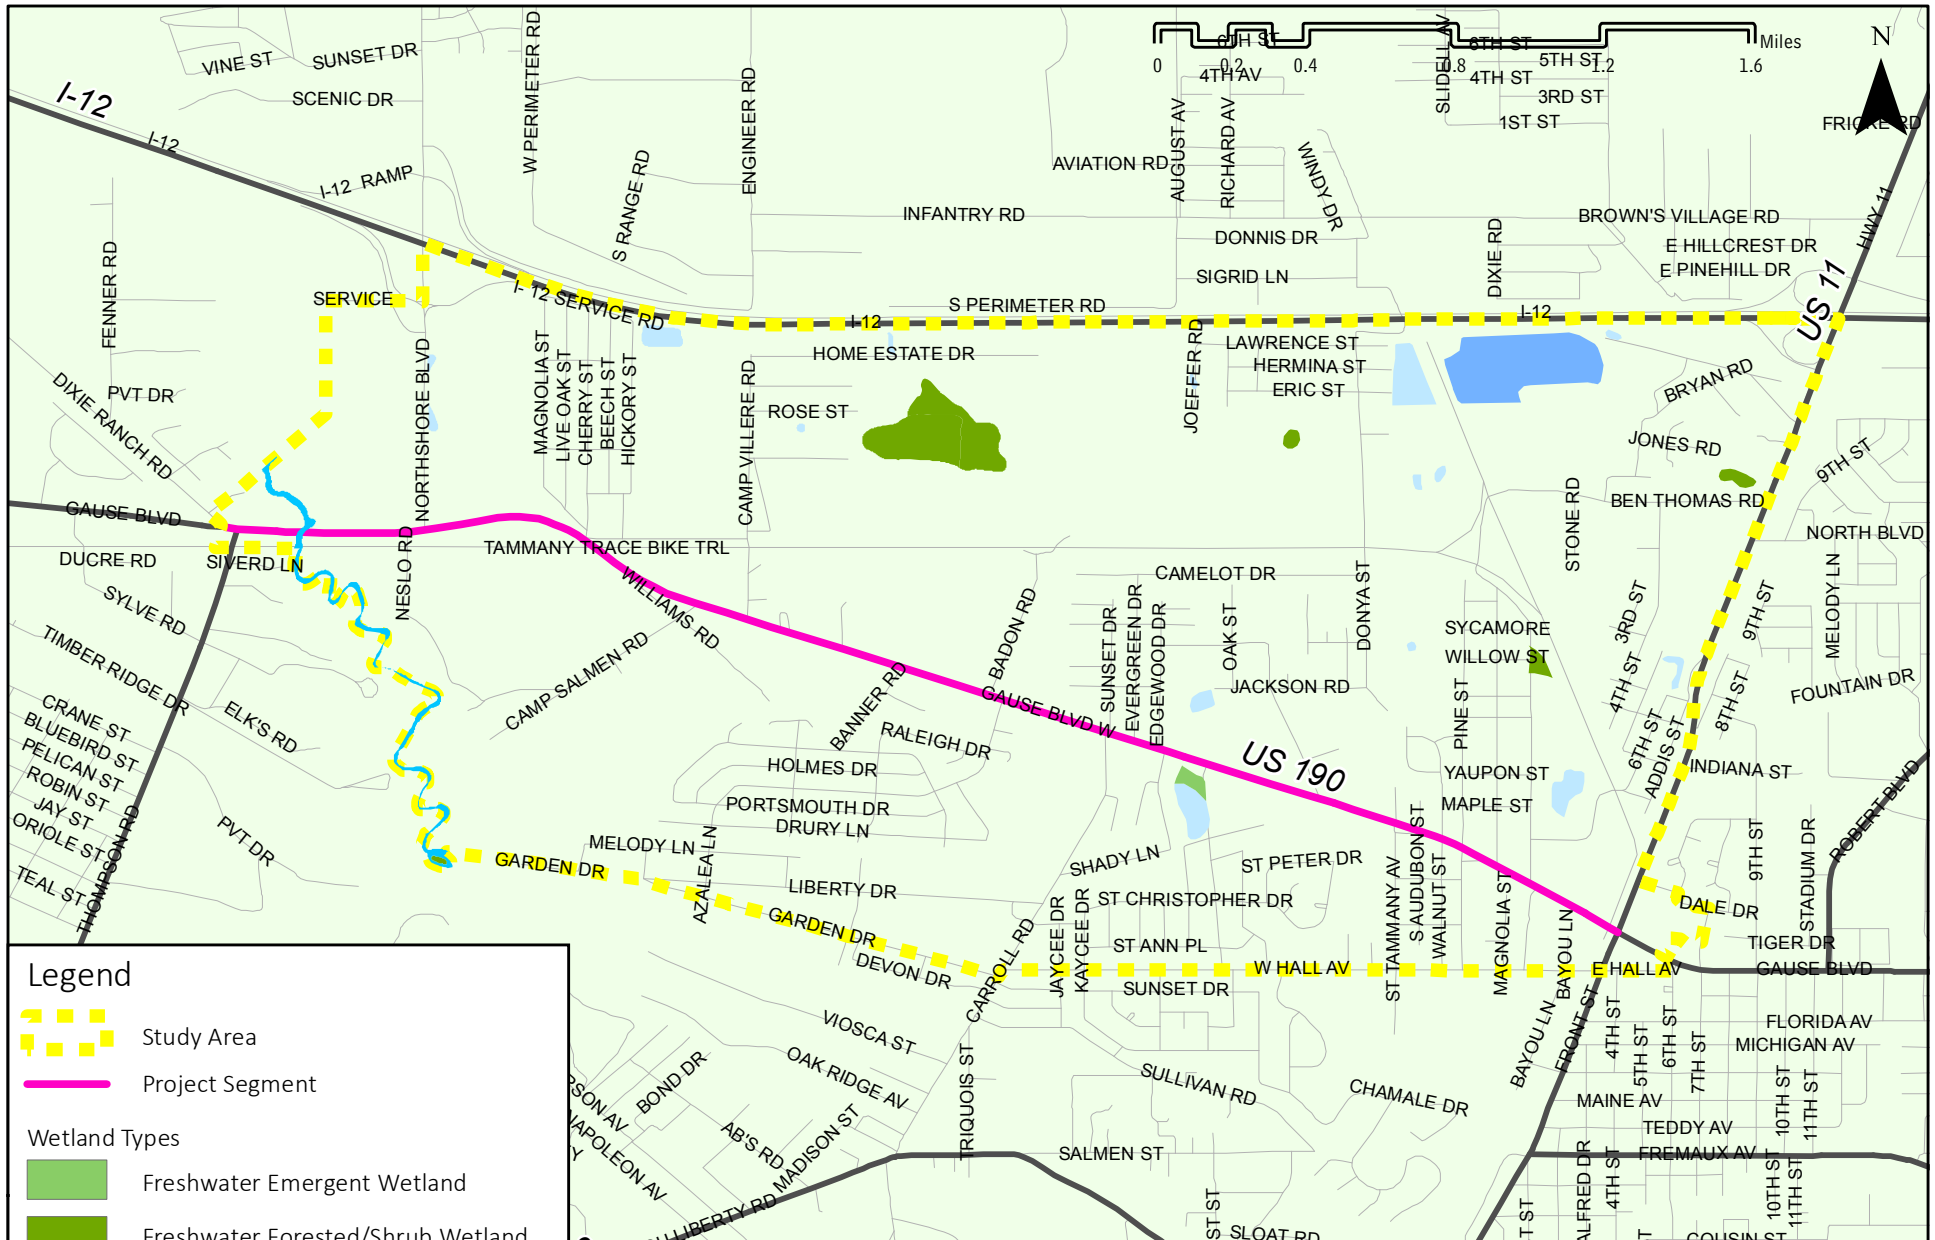 VINE ST
SUNSET DR
SCENIC DR
I-12
I-12
I-12 RAMP
W PERIMETER RD
S RANGE RD
ENGINEER RD
INFANTRY RD
AVIATION RD
AUGUST AV
RICHARD AV
WINDY DR
6TH ST
4TH AV
0
0.2
0.4
0.8
1.2
1.6
Miles
SLIDELL AV
6TH ST
5TH ST
4TH ST
3RD ST
1ST ST
N
FRICKE RD
HWY 11
US 11
BROWN'S VILLAGE RD
E HILLCREST DR
E PINEHILL DR
DIXIE RD
DONNIS DR
SIGRID LN
S PERIMETER RD
I-12
I-12
I- 12 SERVICE RD
SERVICE
FENNER RD
PVT DR
DIXIE RANCH RD
NORTHSHORE BLVD
MAGNOLIA ST
LIVE OAK ST
CHERRY ST
BEECH ST
HICKORY ST
CAMP VILLERE RD
HOME ESTATE DR
ROSE ST
JOEFFER RD
LAWRENCE ST
HERMINA ST
ERIC ST
BRYAN RD
JONES RD
BEN THOMAS RD
9TH ST
NORTH BLVD
MELODY LN
FOUNTAIN DR
STONE RD
GAUSE BLVD
DUCRE RD
SIVERD LN
SYLVE RD
NESLO RD
TAMMANY TRACE BIKE TRL
WILLIAMS RD
CAMP SALMEN RD
TIMBER RIDGE DR
ELK'S RD
CRANE ST
BLUEBIRD ST
PELICAN ST
ROBIN ST
JAY ST
ORIOLE ST
TEAL ST
THOMPSON RD
PVT DR
BANNER RD
BADON RD
GAUSE BLVD W
RALEIGH DR
HOLMES DR
PORTSMOUTH DR
DRURY LN
MELODY LN
AZALEA LN
LIBERTY DR
GARDEN DR
GARDEN DR
DEVON DR
CAMELOT DR
SUNSET DR
EVERGREEN DR
EDGEWOOD DR
OAK ST
JACKSON RD
DONYA ST
US 190
SYCAMORE
WILLOW ST
PINE ST
YAUPON ST
MAPLE ST
3RD ST
4TH ST
6TH ST
ADDIS ST
8TH ST
9TH ST
INDIANA ST
ROBERT BLVD
9TH ST
STADIUM DR
DALE DR
TIGER DR
GAUSE BLVD
SHADY LN
ST PETER DR
ST CHRISTOPHER DR
JAYCEE DR
KAYCEE DR
ST ANN PL
W HALL AV
SUNSET DR
ST TAMMANY AV
S AUDUBON ST
WALNUT ST
MAGNOLIA ST
BAYOU LN
E HALL AV
CARROLL RD
VIOSCA ST
OAK RIDGE AV
BOND DR
RSON AV
NAPOLEON AV
Y
AB'S RD
MADISON ST
LIBERTY RD
TRIQUOIS ST
SALMEN ST
SULLIVAN RD
CHAMALE DR
BAYOU LN
FRONT ST
4TH ST
5TH ST
6TH ST
7TH ST
FLORIDA AV
MICHIGAN AV
MAINE AV
TEDDY AV
FREMAUX AV
10TH ST
11TH ST
10TH ST
11TH ST
ALFRED DR
4TH ST
T ST
ST ST
SLOAT RD
COUSIN ST
Legend
Study Area
Project Segment
Wetland Types
Freshwater Emergent Wetland
Freshwater Forested/Shrub Wetland